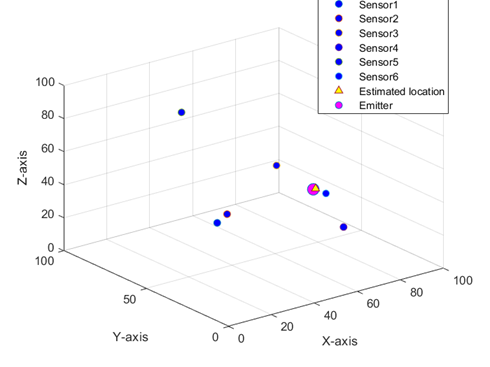 Sensor1
Sensor2
Sensor3
Sensor4
Sensor5
Sensor6
Estimated location
Emitter
100
80
60
40
20
0
Z-axis
100
50
0
Y-axis
0
20
40
60
80
100
X-axis